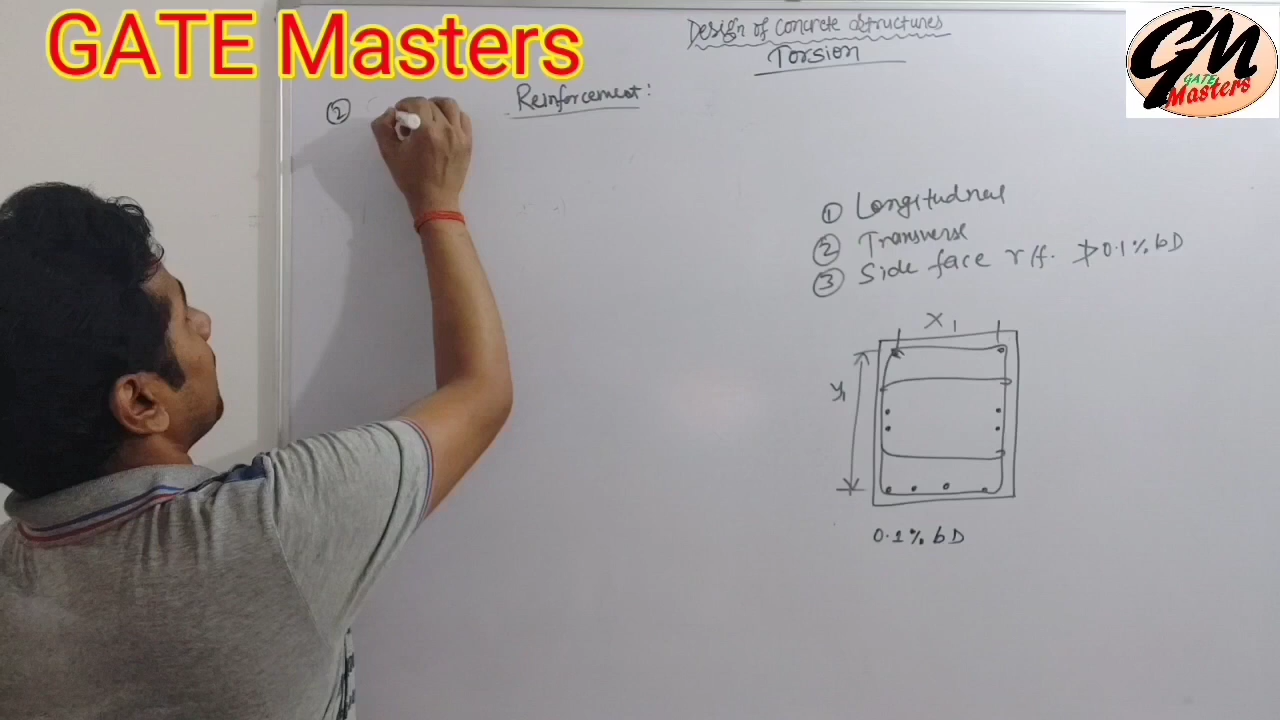 GATE Masters
GM
GATE
Masters
Design of concrete structures
Torsion
② Reinforcement:
① Longitudnal
② Transverse
③ Side face r/f. ≯0.1% bD
x1
y1
0.1% bD